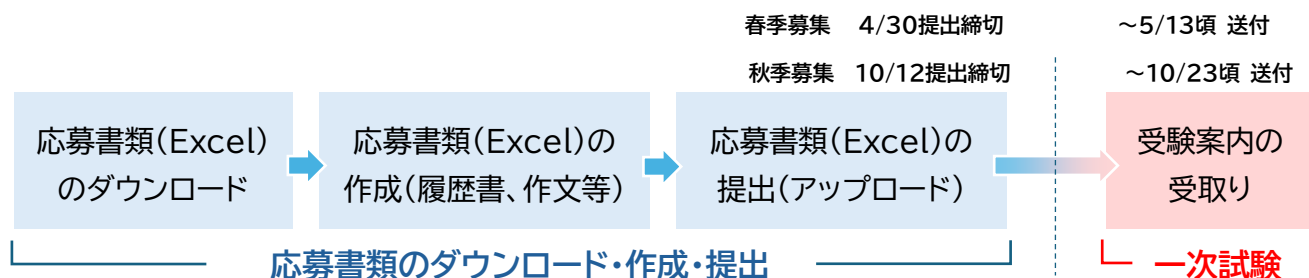 春季募集　4/30提出締切
～5/13頃 送付
秋季募集　10/12提出締切
～10/23頃 送付
応募書類(Excel)
のダウンロード
応募書類(Excel)の
作成(履歴書、作文等)
応募書類(Excel)の
提出(アップロード)
受験案内の
受取り
応募書類のダウンロード・作成・提出
一次試験